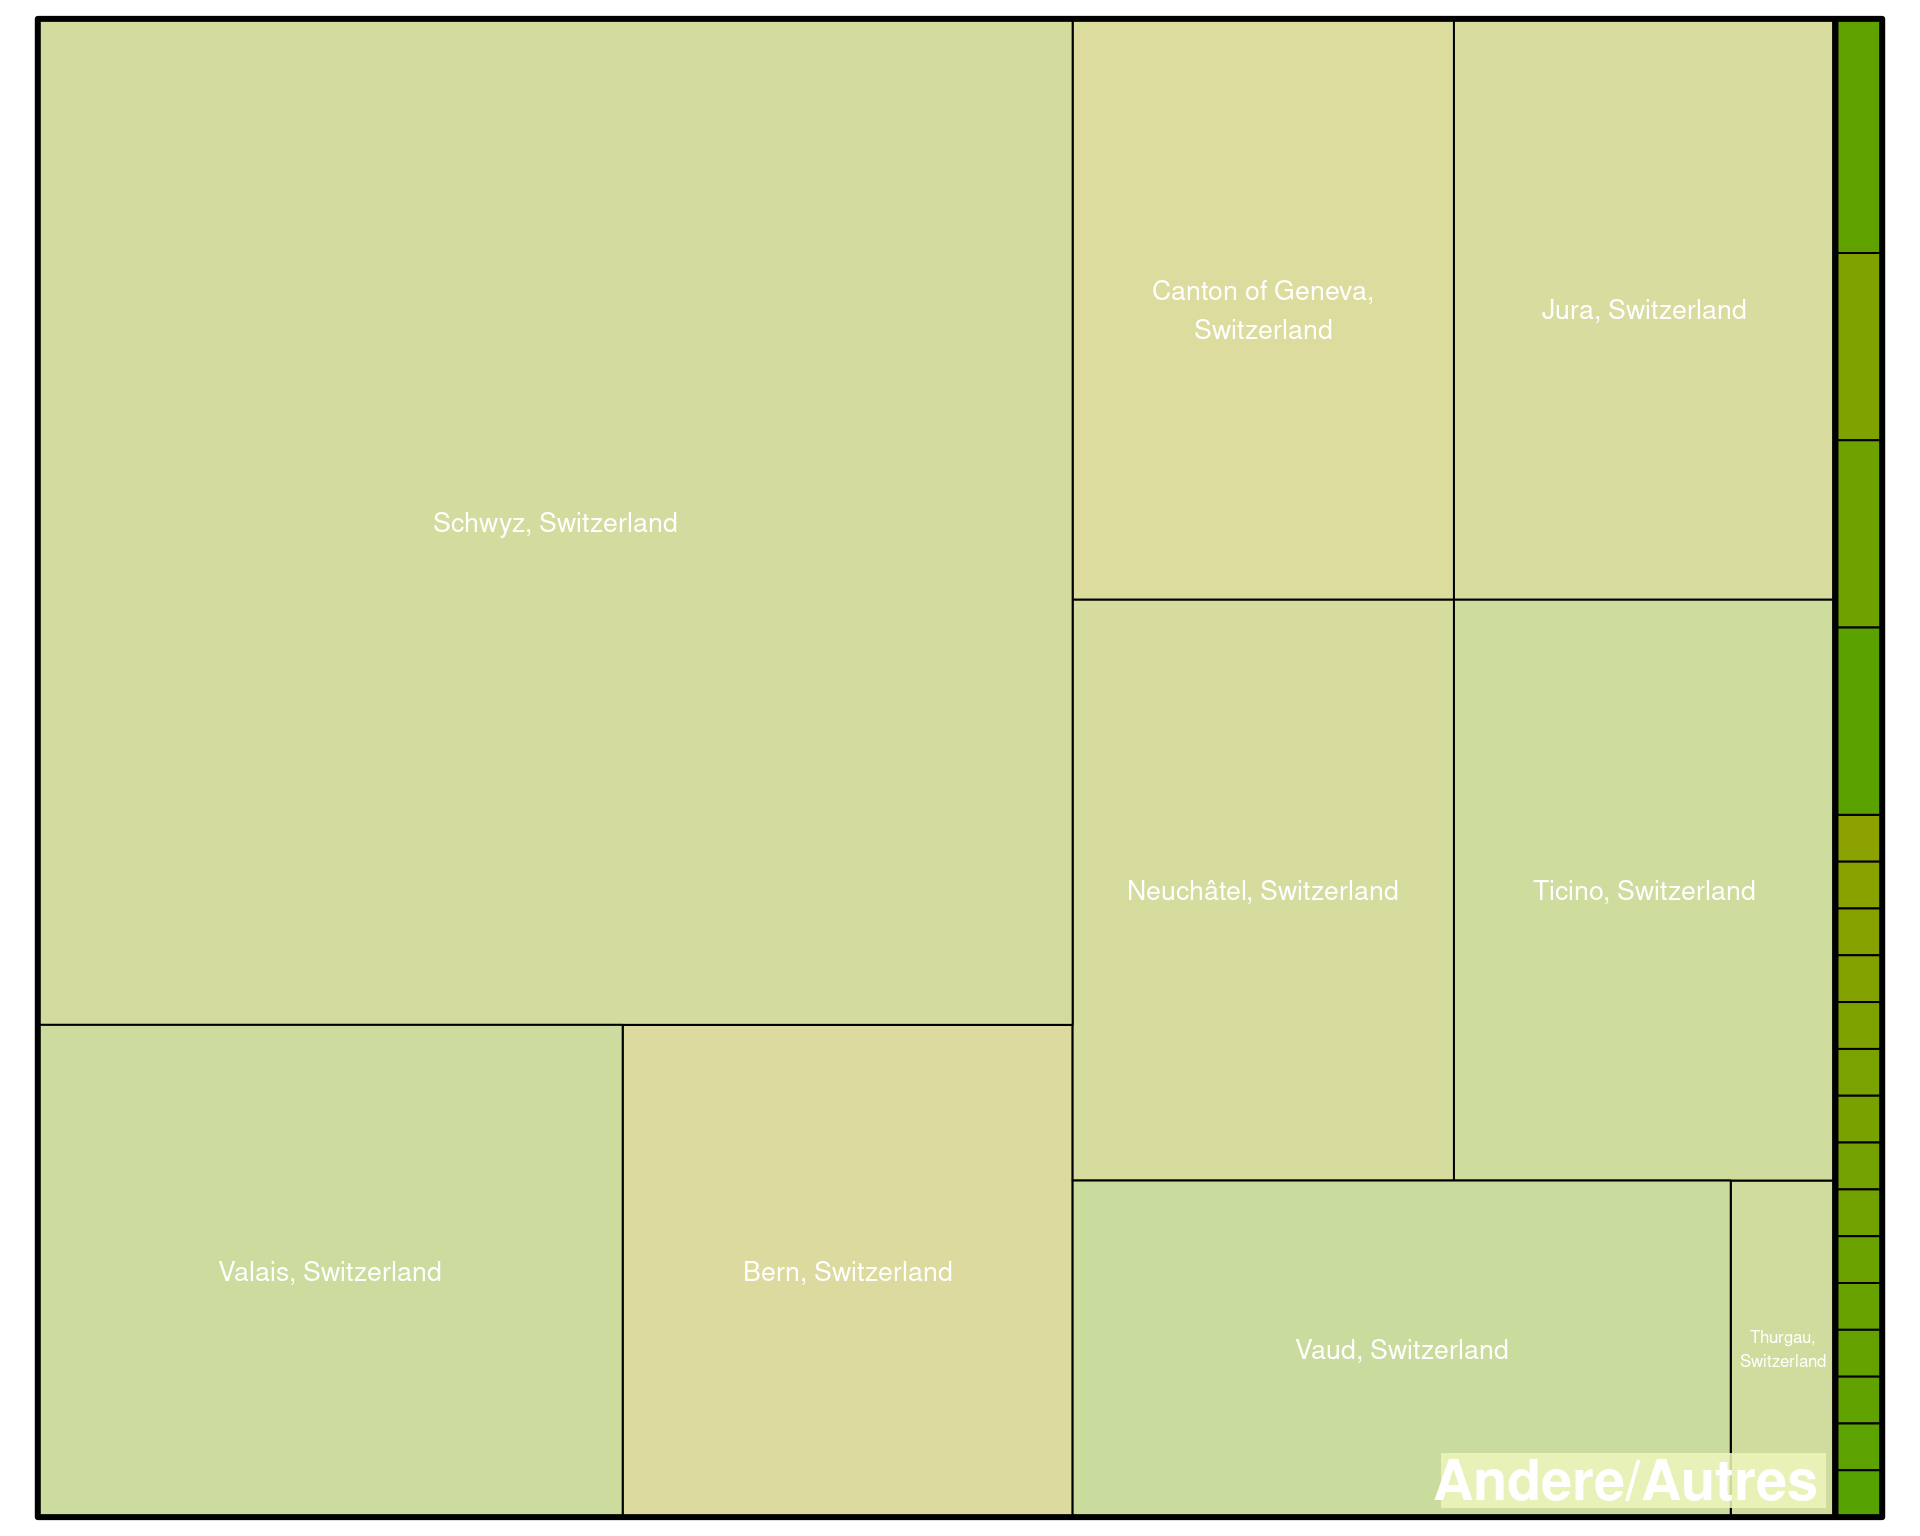 Schwyz, Switzerland
Canton of Geneva,
Switzerland
Jura, Switzerland
Neuchâtel, Switzerland
Ticino, Switzerland
Valais, Switzerland
Bern, Switzerland
Vaud, Switzerland
Thurgau,
Switzerland
Andere/Autres